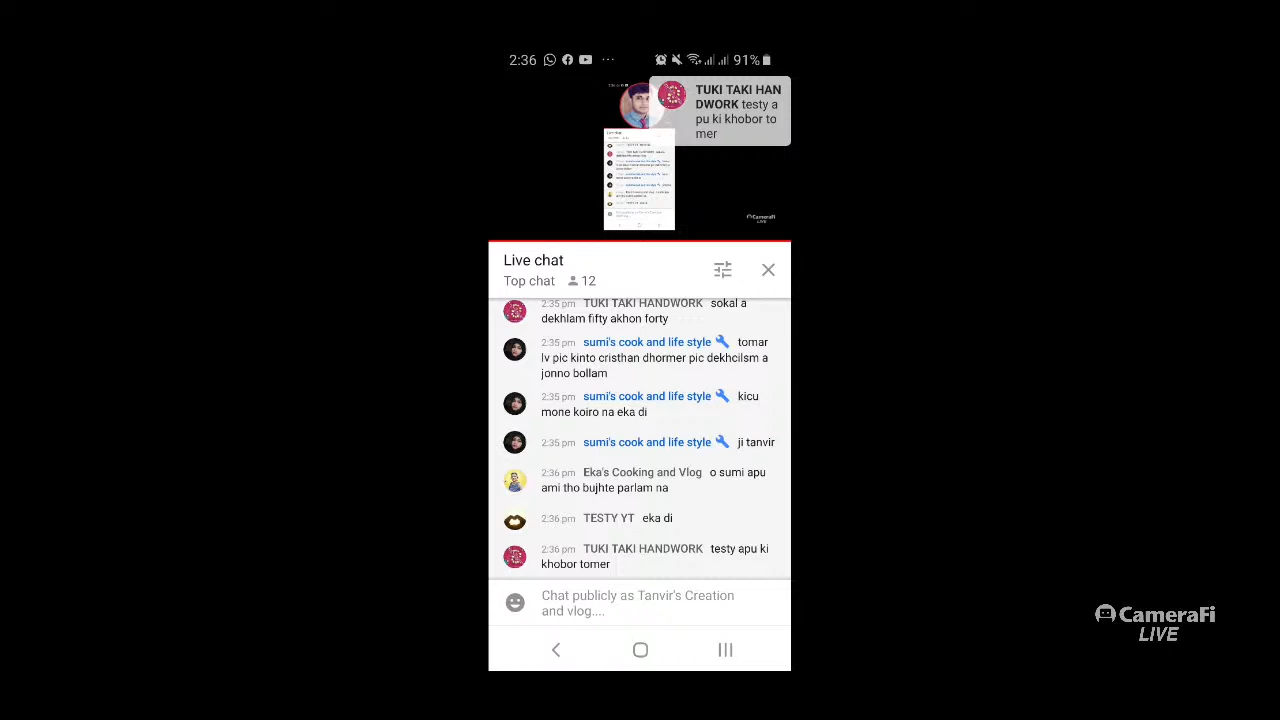 2:36 ... 91%
TUKI TAKI HAN
DWORK testy a
pu ki khobor to
mer
CameraFi
LIVE
Live chat
Top chat 12
2:35 pm TUKI TAKI HANDWORK sokal a
dekhlam fifty akhon forty
2:35 pm sumi's cook and life style tomar
lv pic kinto cristhan dhormer pic dekhcilsm a
jonno bollam
2:35 pm sumi's cook and life style kicu
mone koiro na eka di
2:35 pm sumi's cook and life style ji tanvir
2:36 pm Eka's Cooking and Vlog o sumi apu
ami tho bujhte parlam na
2:36 pm TESTY YT eka di
2:36 pm TUKI TAKI HANDWORK testy apu ki
khobor tomer
Chat publicly as Tanvir's Creation
and vlog....
CameraFi
LIVE